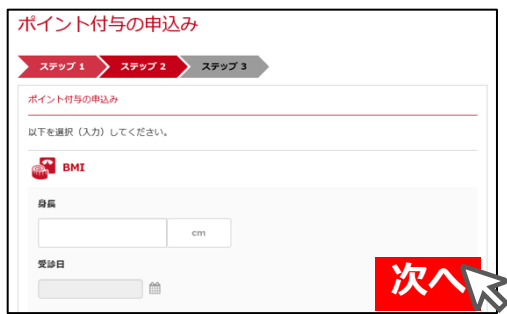 ポイント付与の申込み
ステップ 1 ステップ 2 ステップ 3
ポイント付与の申込み
以下を選択（入力）してください。
BMI
身長
cm
受診日
次へ